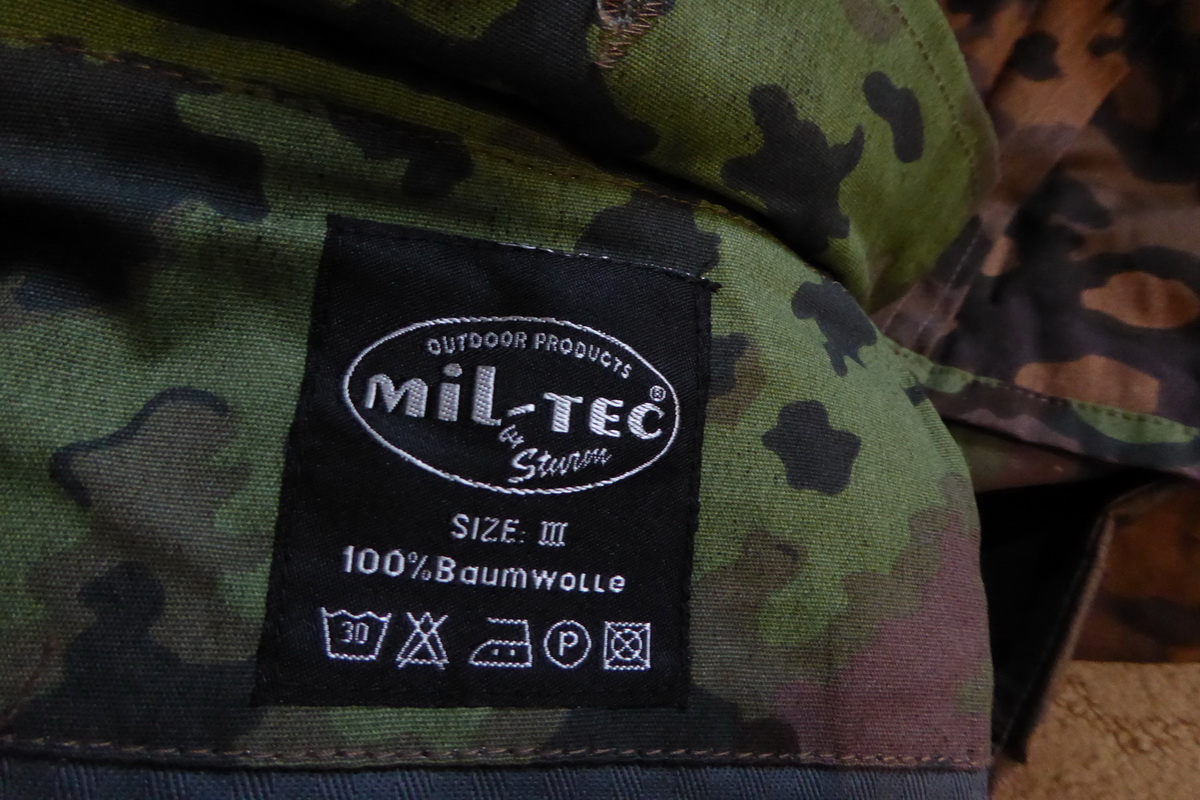 OUTDOOR PRODUCTS
MiL-TEC®
by Sturm
SIZE: III
100%Baumwolle
30
P